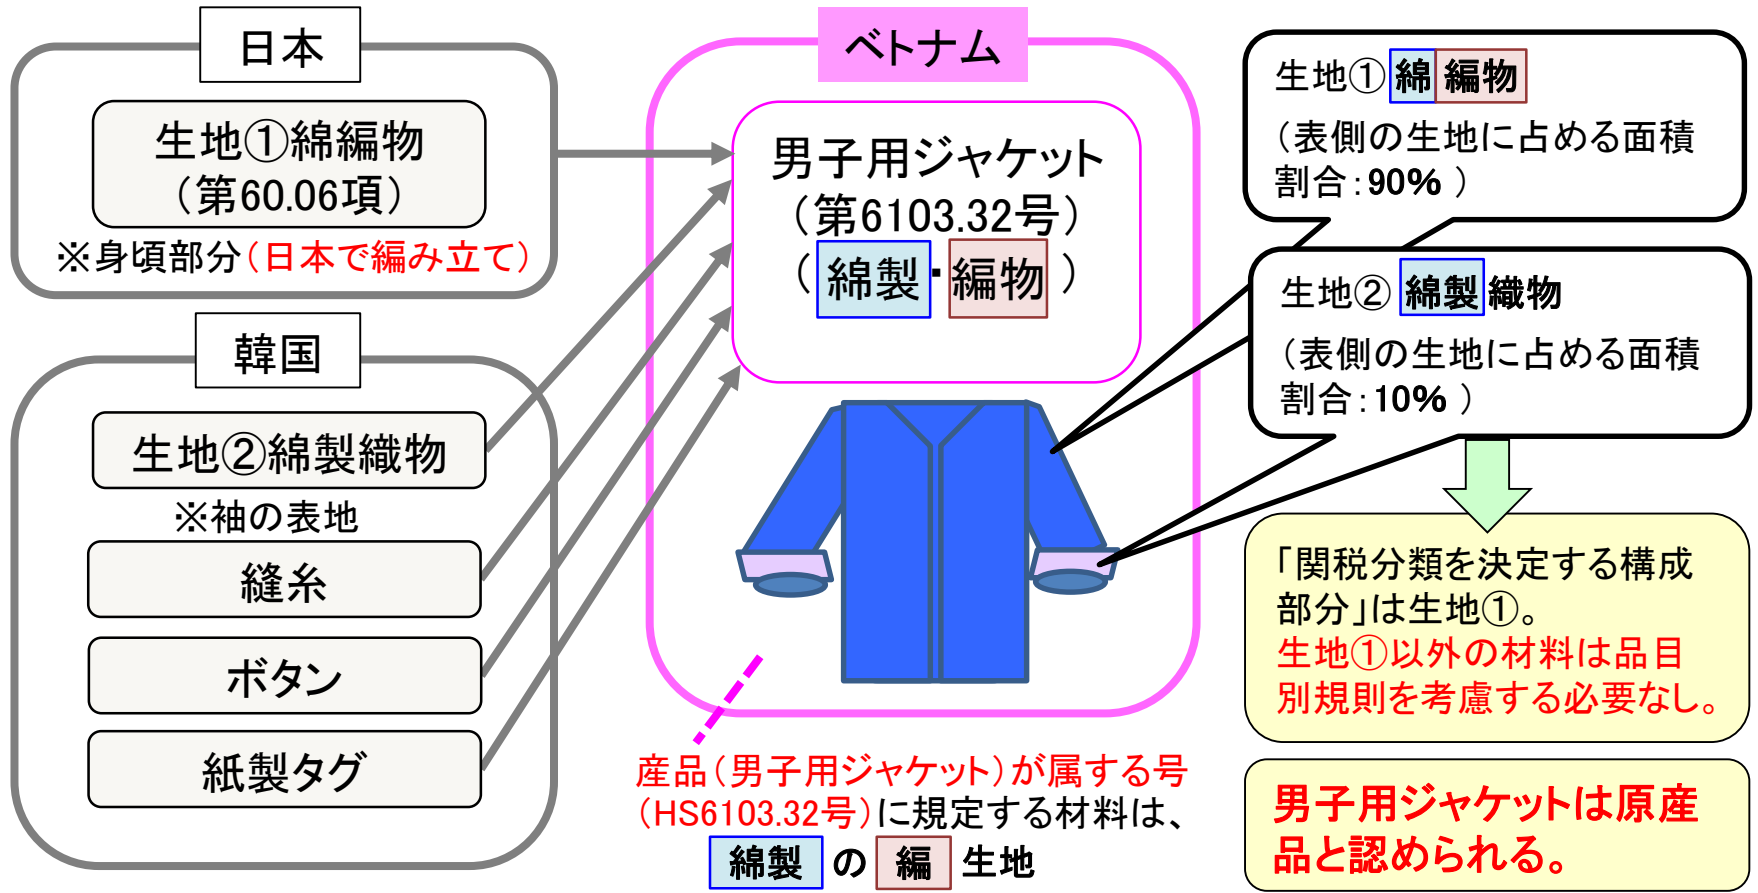 日本
生地①綿編物
（第60.06項）
※身頃部分（日本で編み立て）
韓国
生地②綿製織物
※袖の表地
縫糸
ボタン
紙製タグ
ベトナム
男子用ジャケット
（第6103.32号）
（綿製・編物）
産品（男子用ジャケット）が属する号
（HS6103.32号）に規定する材料は、
綿製の編生地
生地①綿編物
（表側の生地に占める面積
割合：90％）
生地②綿製織物
（表側の生地に占める面積
割合：10％）
「関税分類を決定する構成
部分」は生地①。
生地①以外の材料は品目
別規則を考慮する必要なし。
男子用ジャケットは原産
品と認められる。